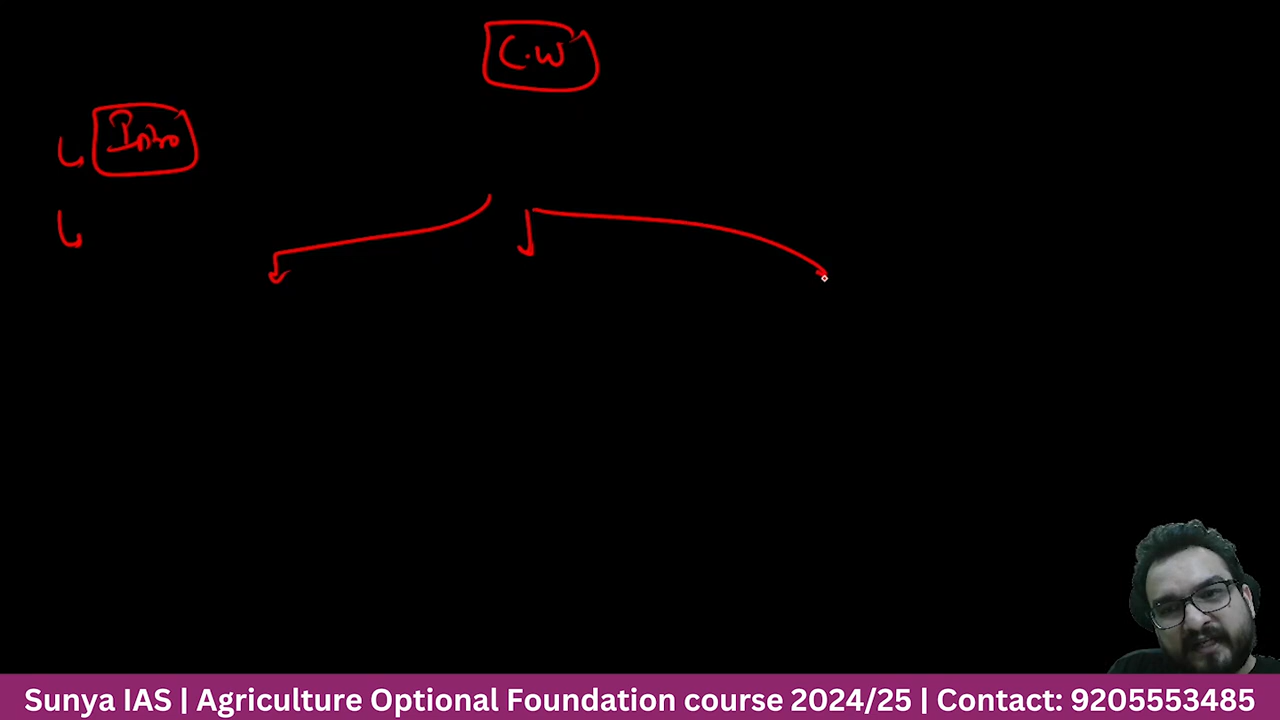 C.W
Intro
Sunya IAS | Agriculture Optional Foundation course 2024/25 | Contact: 9205553485